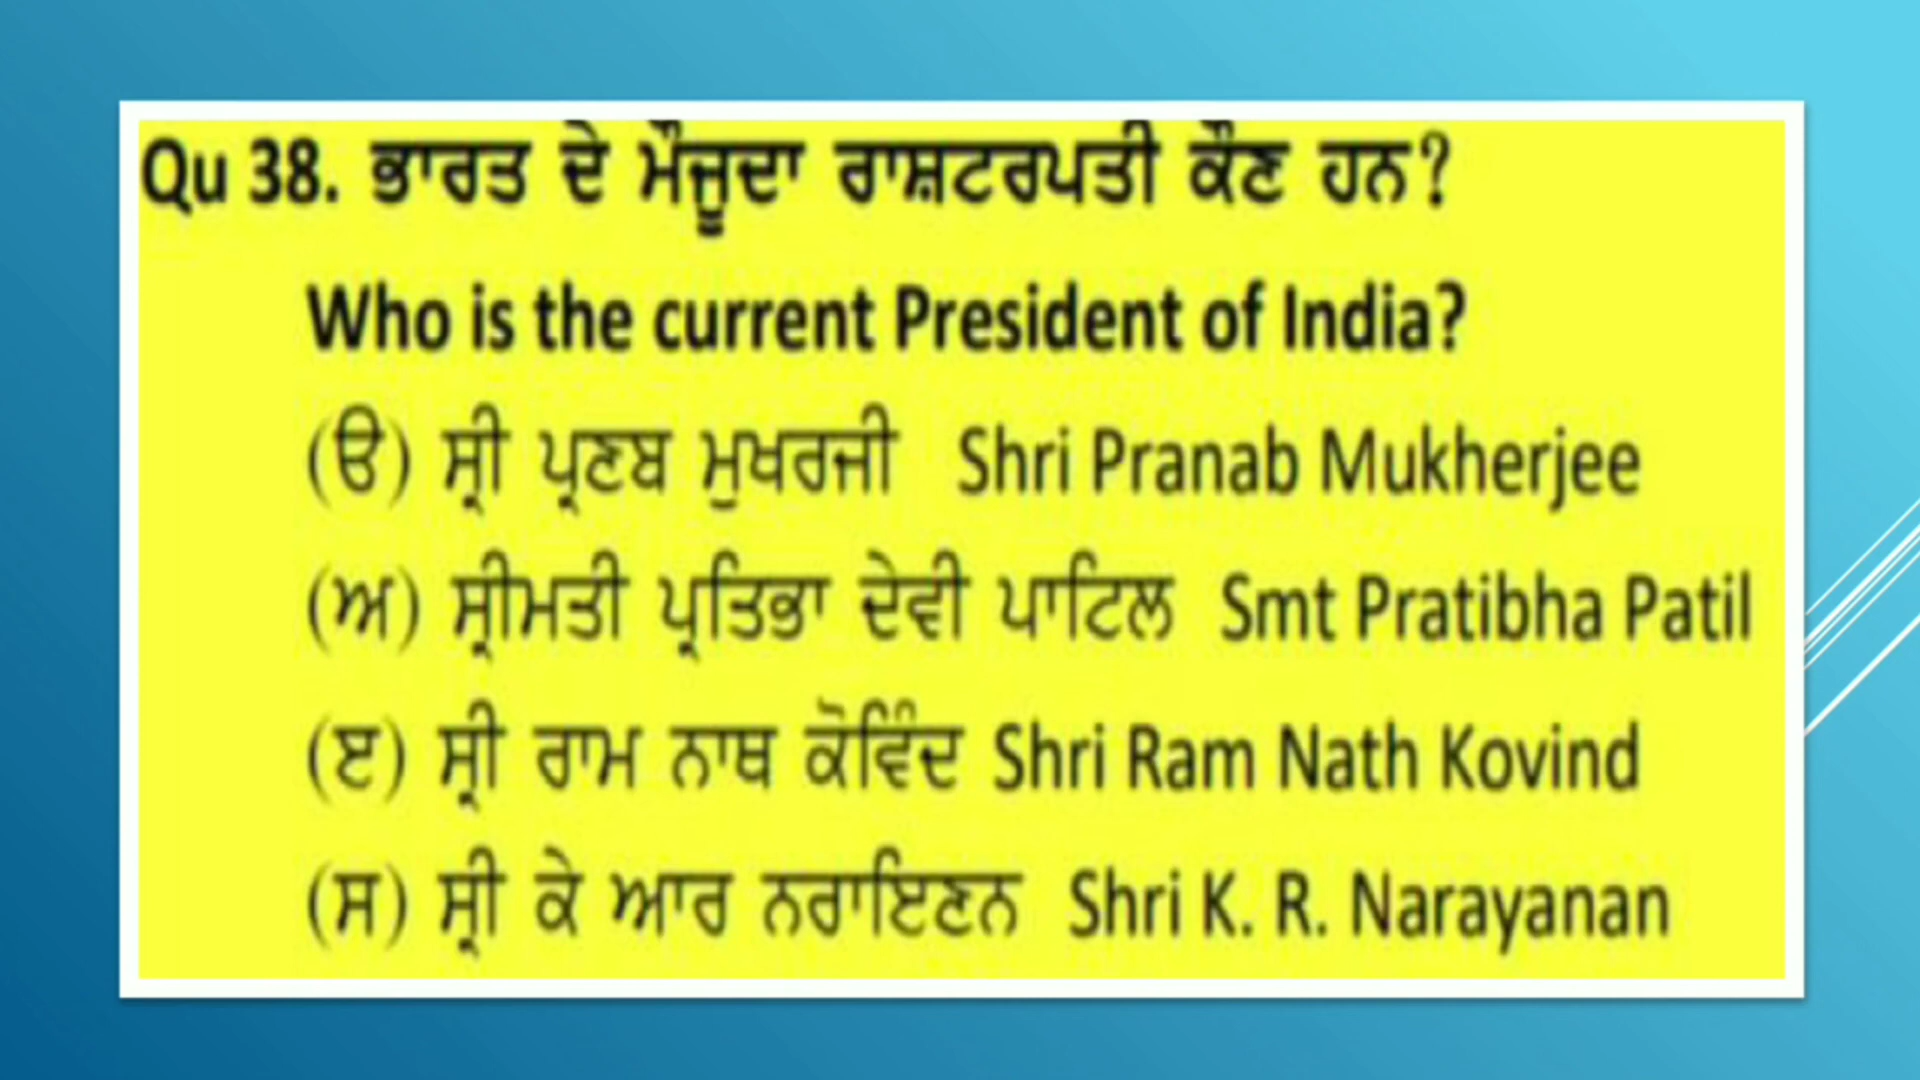 Qu 38. ਭਾਰਤ ਦੇ ਮੌਜੂਦਾ ਰਾਸ਼ਟਰਪਤੀ ਕੌਣ ਹਨ?
Who is the current President of India?
(ੳ) ਸ਼੍ਰੀ ਪ੍ਰਣਬ ਮੁਖਰਜੀ Shri Pranab Mukherjee
(ਅ) ਸ਼੍ਰੀਮਤੀ ਪ੍ਰਤਿਭਾ ਦੇਵੀ ਪਾਟਿਲ Smt Pratibha Patil
(ੲ) ਸ਼੍ਰੀ ਰਾਮ ਨਾਥ ਕੋਵਿੰਦ Shri Ram Nath Kovind
(ਸ) ਸ਼੍ਰੀ ਕੇ ਆਰ ਨਰਾਇਣਨ Shri K. R. Narayanan